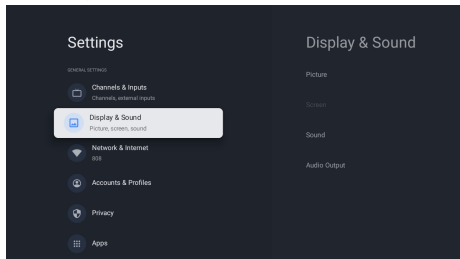 Settings
GENERAL SETTINGS
Channels & Inputs
Channels, external inputs
Display & Sound
Picture, screen, sound
Network & Internet
808
Accounts & Profiles
Privacy
Apps
Display & Sound
Picture
Screen
Sound
Audio Output